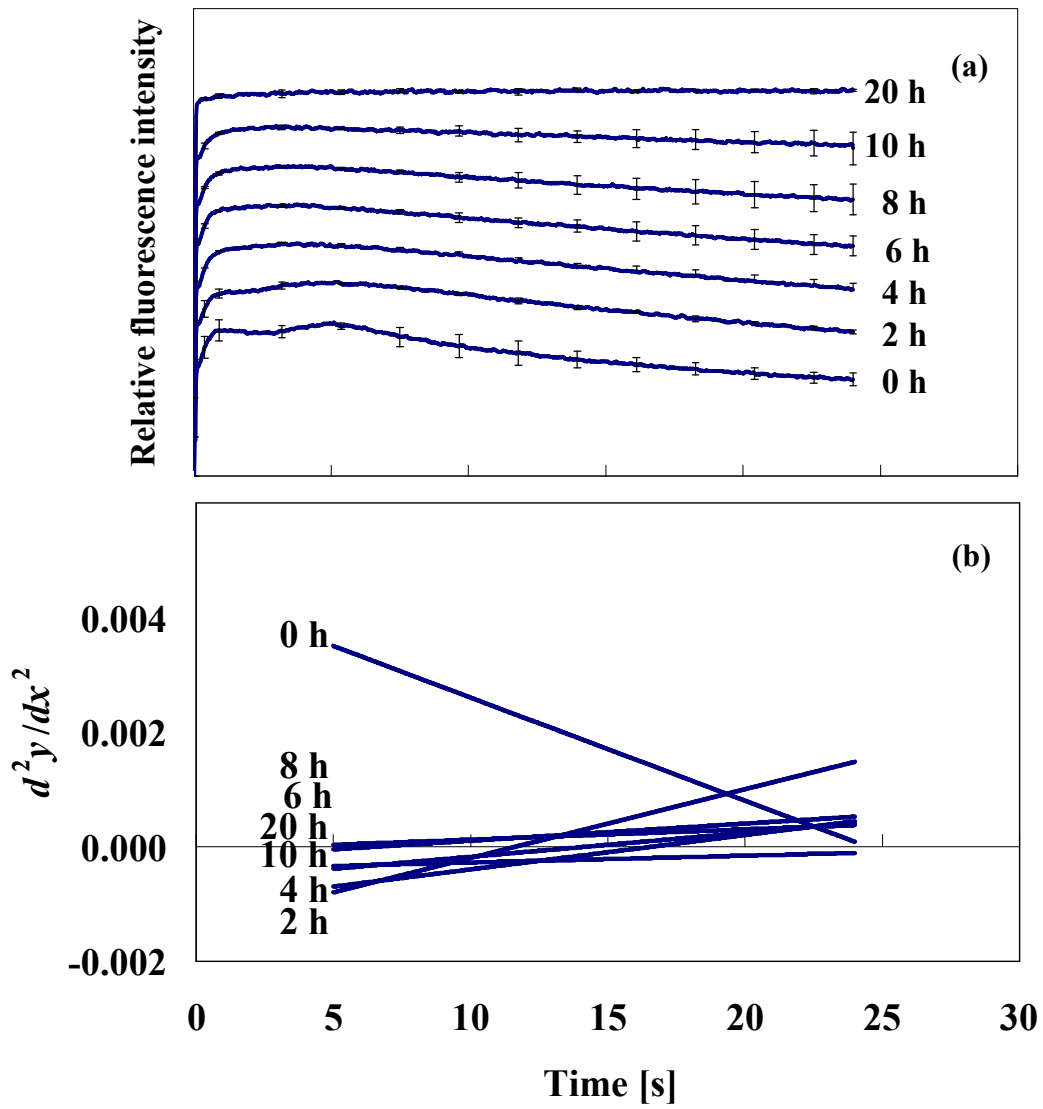 Relative fluorescence intensity
(a)
20 h
10 h
8 h
6 h
4 h
2 h
0 h
(b)
d²y/dx²
0.004
0.002
0.000
-0.002
0 h
8 h
6 h
20 h
10 h
4 h
2 h
0 5 10 15 20 25 30
Time [s]